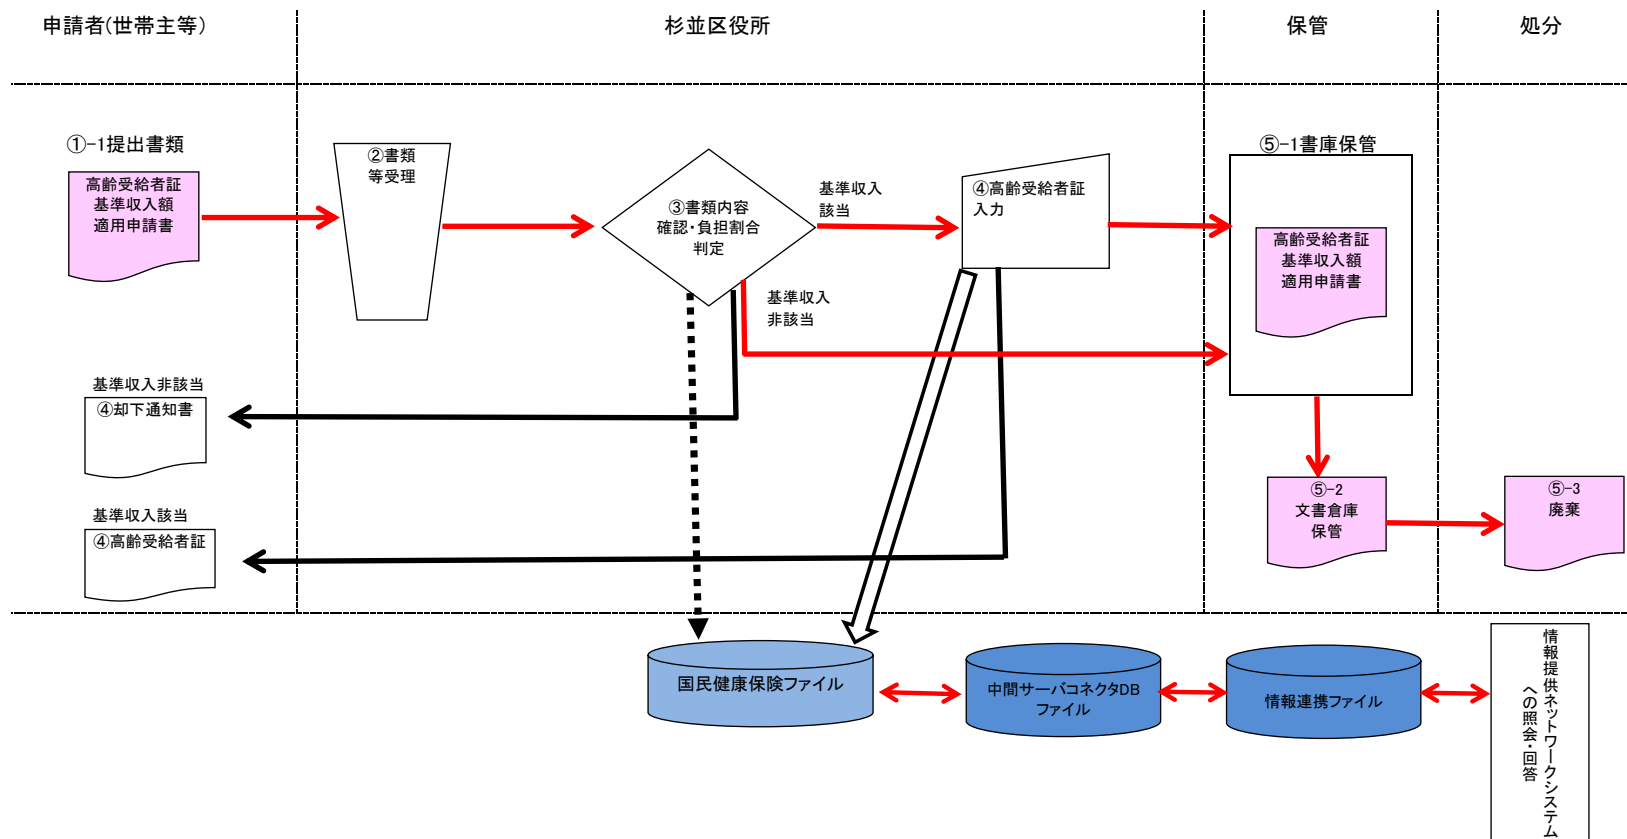 申請者(世帯主等)
杉並区役所
保管
処分
①-1提出書類
高齢受給者証
基準収入額
適用申請書
②書類
等受理
③書類内容
確認・負担割合
判定
基準収入
該当
④高齢受給者証
入力
⑤-1書庫保管
高齢受給者証
基準収入額
適用申請書
基準収入
非該当
基準収入非該当
④却下通知書
基準収入該当
④高齢受給者証
⑤-2
文書倉庫
保管
⑤-3
廃棄
国民健康保険ファイル
中間サーバコネクタDB
ファイル
情報連携ファイル
情報提供ネットワークシステム
への照会・回答